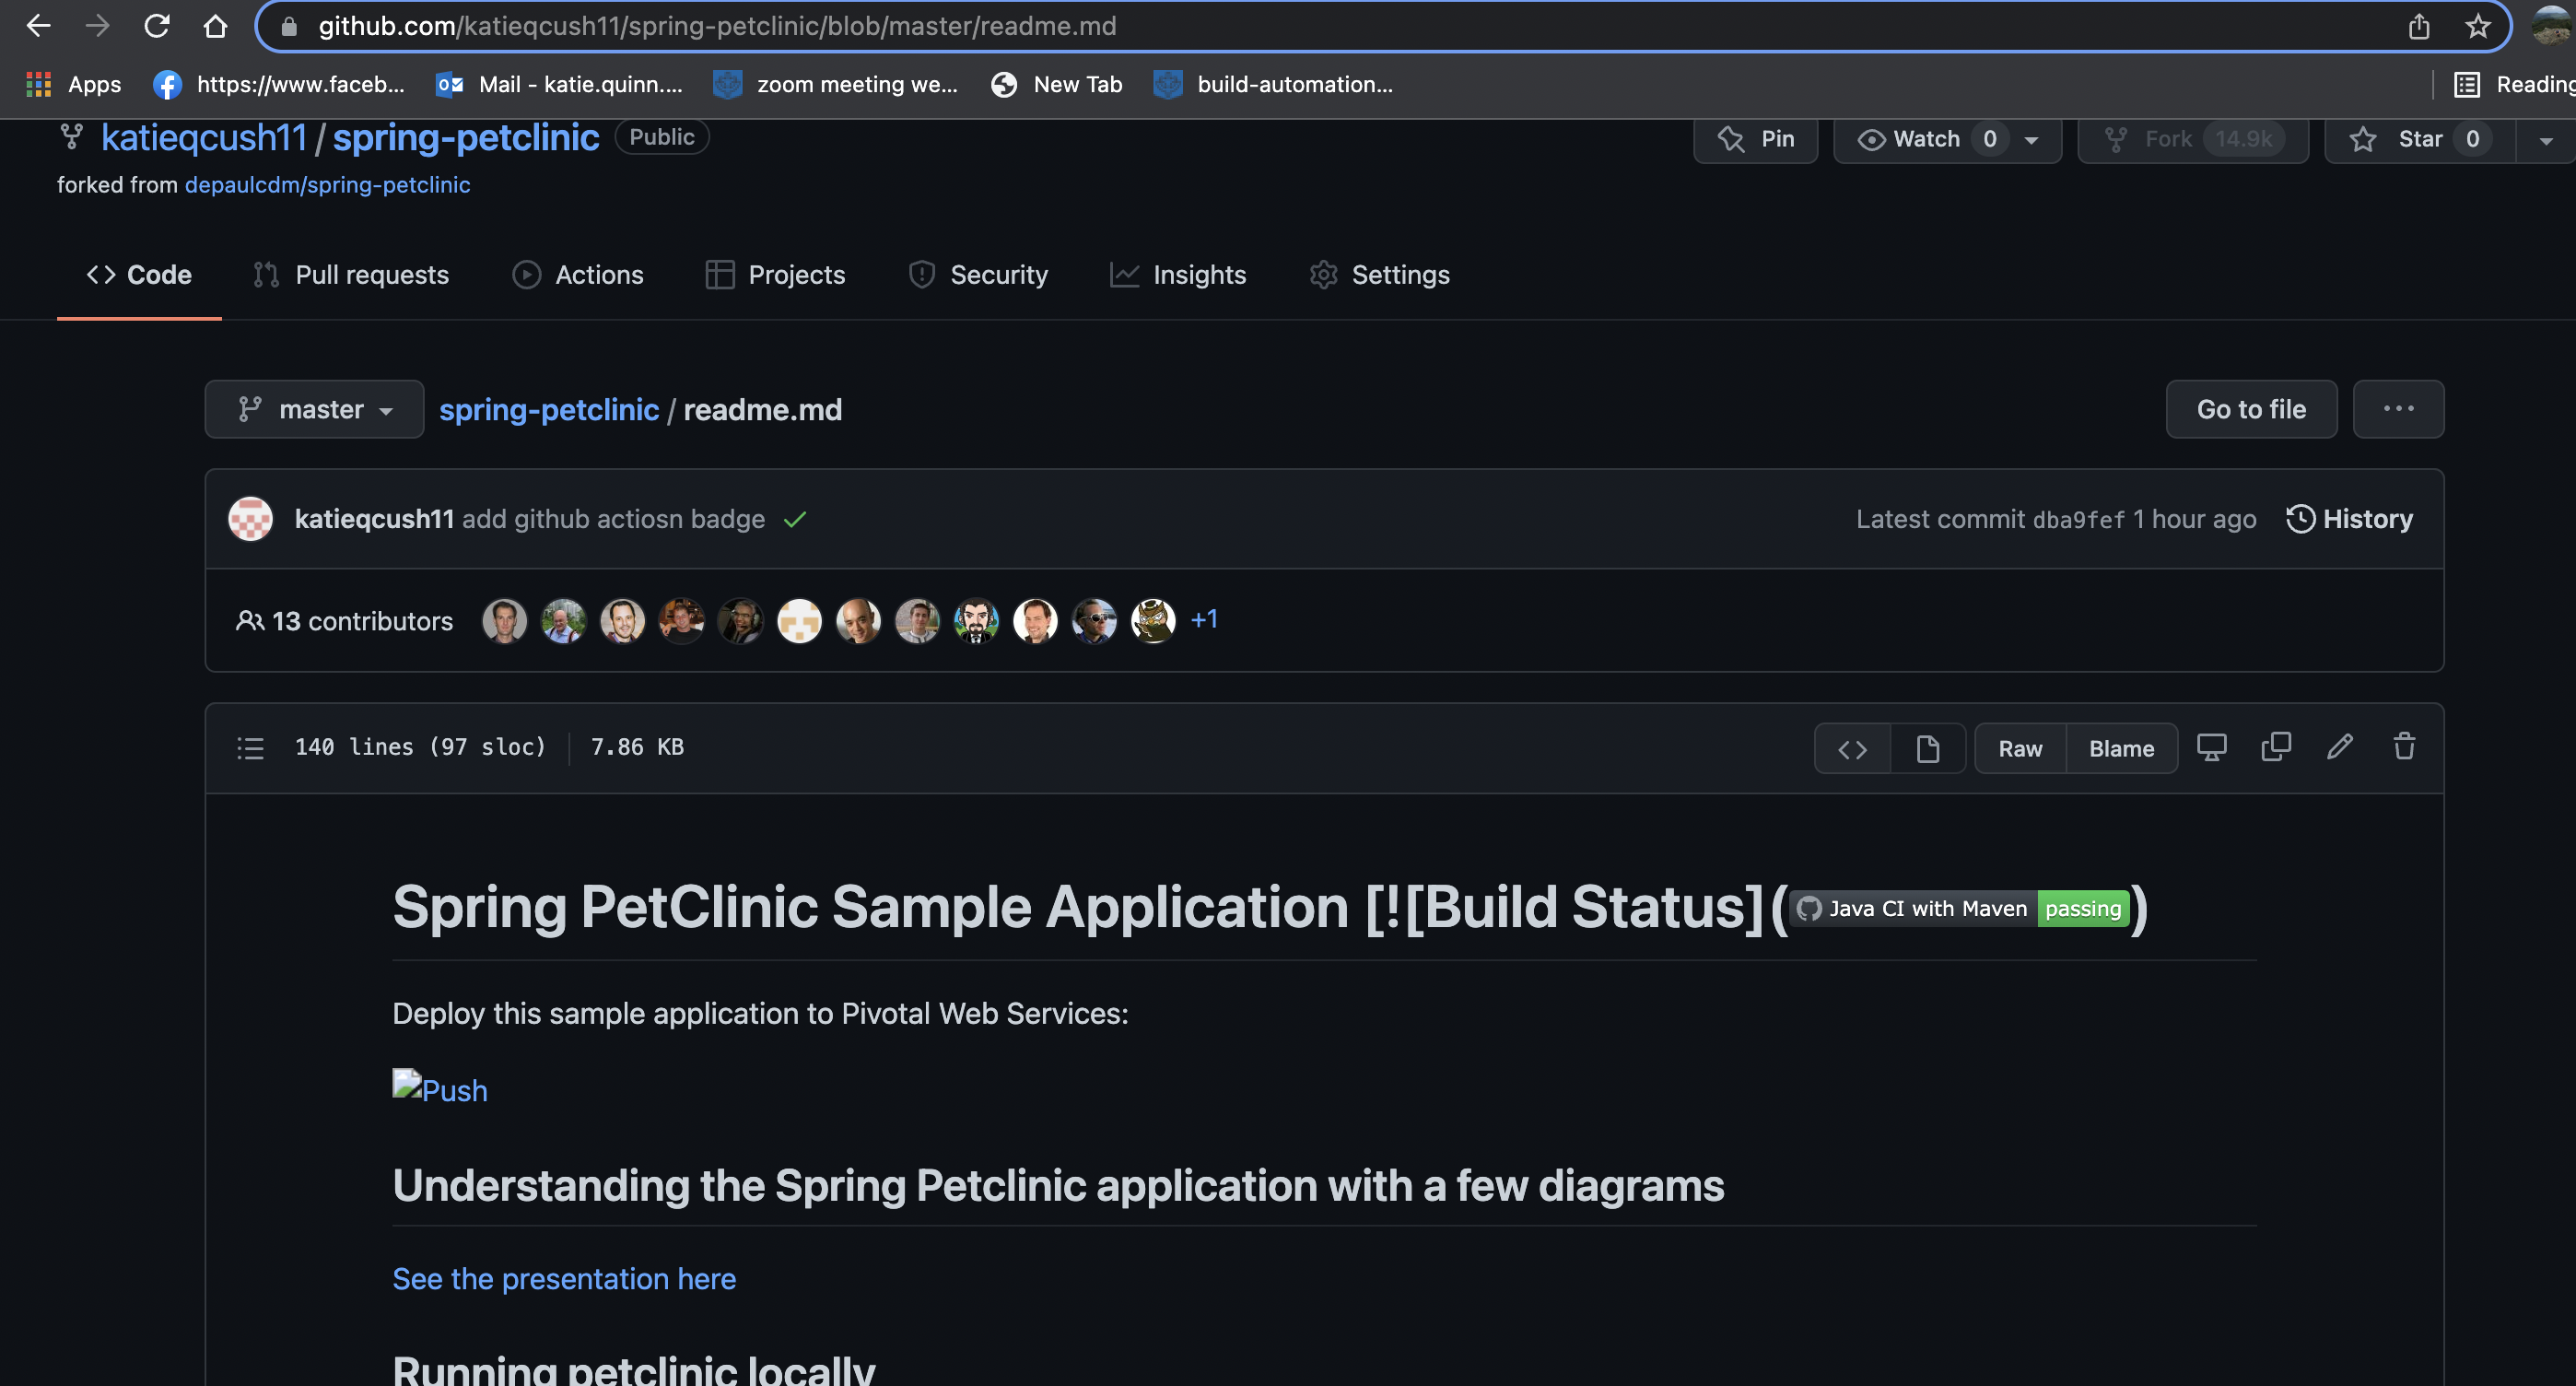 github.com/katieqcush11/spring-petclinic/blob/master/readme.md
Apps https://www.faceb... Mail - katie.quinn.... zoom meeting we... New Tab build-automation... Reading
katieqcush11 / spring-petclinic Public Pin Watch 0 Fork 14.9k Star 0
forked from depaulcdm/spring-petclinic
Code Pull requests Actions Projects Security Insights Settings
master spring-petclinic / readme.md Go to file ...
katieqcush11 add github actiosn badge Latest commit dba9fef 1 hour ago History
13 contributors +1
140 lines (97 sloc) 7.86 KB <> Raw Blame
Spring PetClinic Sample Application [![Build Status](Java CI with Maven passing)
Deploy this sample application to Pivotal Web Services:
Push
Understanding the Spring Petclinic application with a few diagrams
See the presentation here
Running petclinic locally